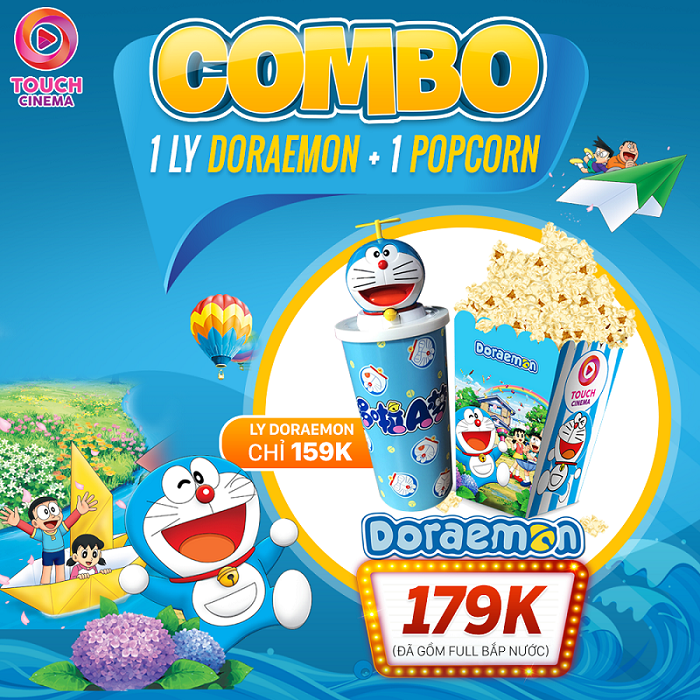 TOUCH
CINEMA
COMBO
1 LY DORAEMON + 1 POPCORN
Doraemon
TOUCH
CINEMA
LY DORAEMON
CHỈ 159K
Doraemon
179K
(ĐÃ GỒM FULL BẮP NƯỚC)